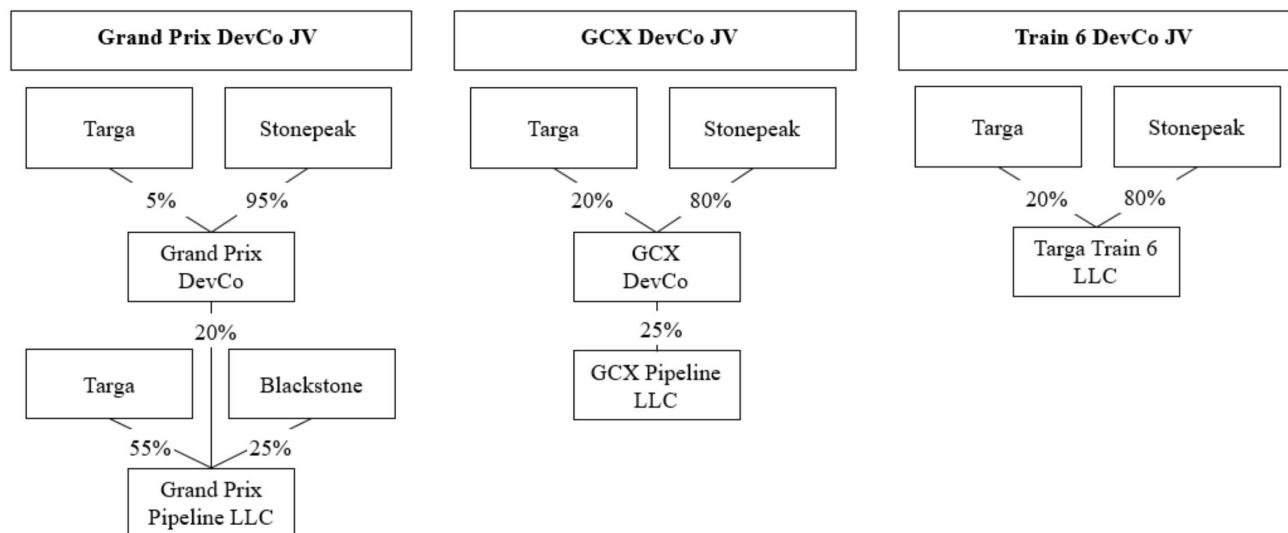 Grand Prix DevCo JV
GCX DevCo JV
Train 6 DevCo JV
Targa
Stonepeak
Targa
Stonepeak
Targa
Stonepeak
5%
95%
20%
80%
20%
80%
Grand Prix
DevCo
GCX
DevCo
Targa Train 6
LLC
20%
25%
Targa
Blackstone
GCX Pipeline
LLC
55%
25%
Grand Prix
Pipeline LLC